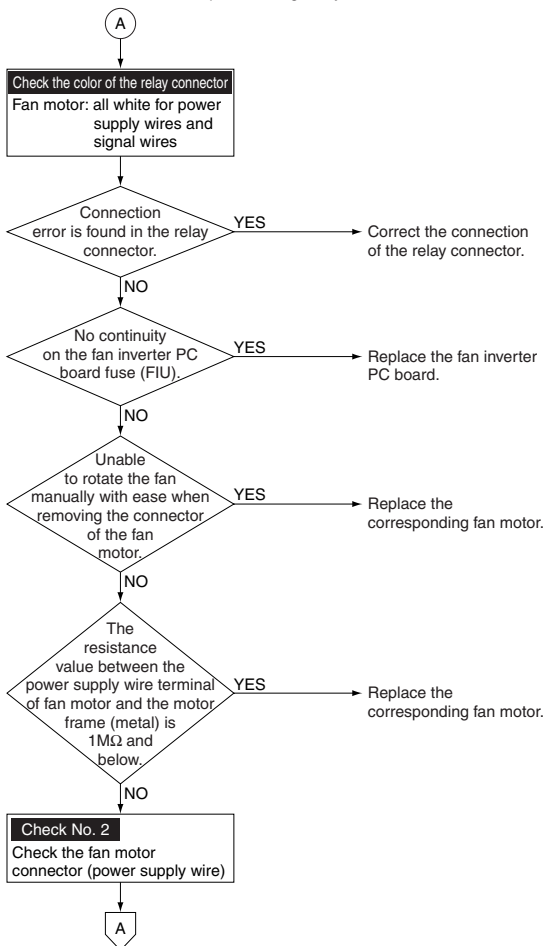 A
Check the color of the relay connector
Fan motor: all white for power
supply wires and
signal wires
Connection
error is found in the relay
connector.
YES
Correct the connection
of the relay connector.
NO
No continuity
on the fan inverter PC
board fuse (FIU).
YES
Replace the fan inverter
PC board.
NO
Unable
to rotate the fan
manually with ease when
removing the connector
of the fan
motor.
YES
Replace the
corresponding fan motor.
NO
The
resistance
value between the
power supply wire terminal
of fan motor and the motor
frame (metal) is
1MΩ and
below.
YES
Replace the
corresponding fan motor.
NO
Check No. 2
Check the fan motor
connector (power supply wire)
A